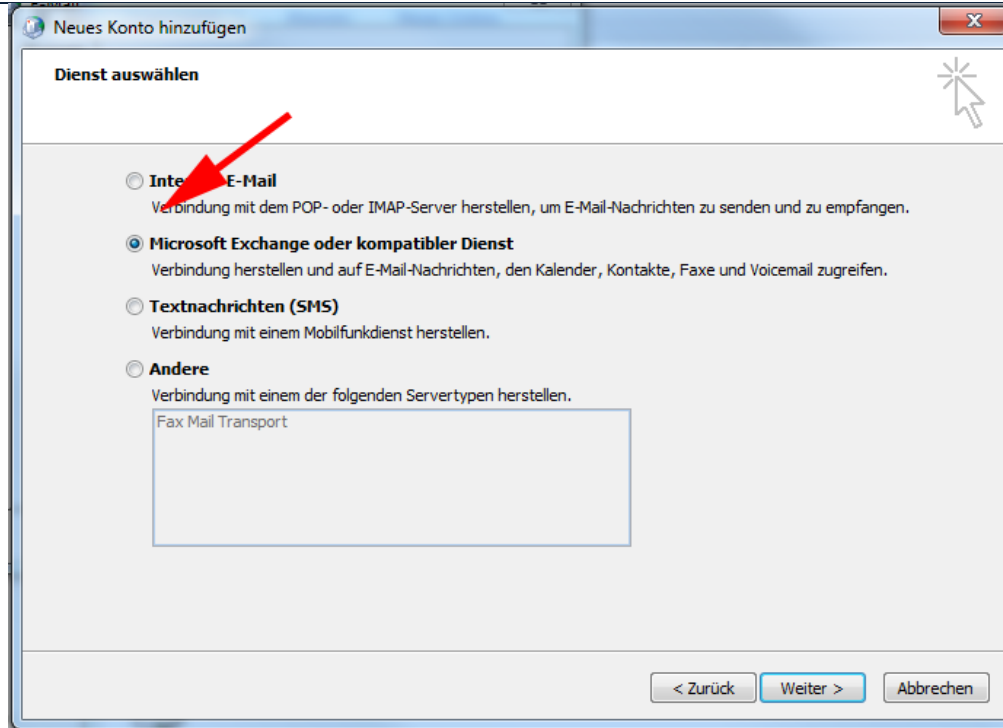 Neues Konto hinzufügen
Dienst auswählen
E-Mail
Verbindung mit dem POP- oder IMAP-Server herstellen, um E-Mail-Nachrichten zu senden und zu empfangen.
Microsoft Exchange oder kompatibler Dienst
Verbindung herstellen und auf E-Mail-Nachrichten, den Kalender, Kontakte, Faxe und Voicemail zugreifen.
Textnachrichten (SMS)
Verbindung mit einem Mobilfunkdienst herstellen.
Andere
Verbindung mit einem der folgenden Servertypen herstellen.
Fax Mail Transport
< Zurück Weiter > Abbrechen